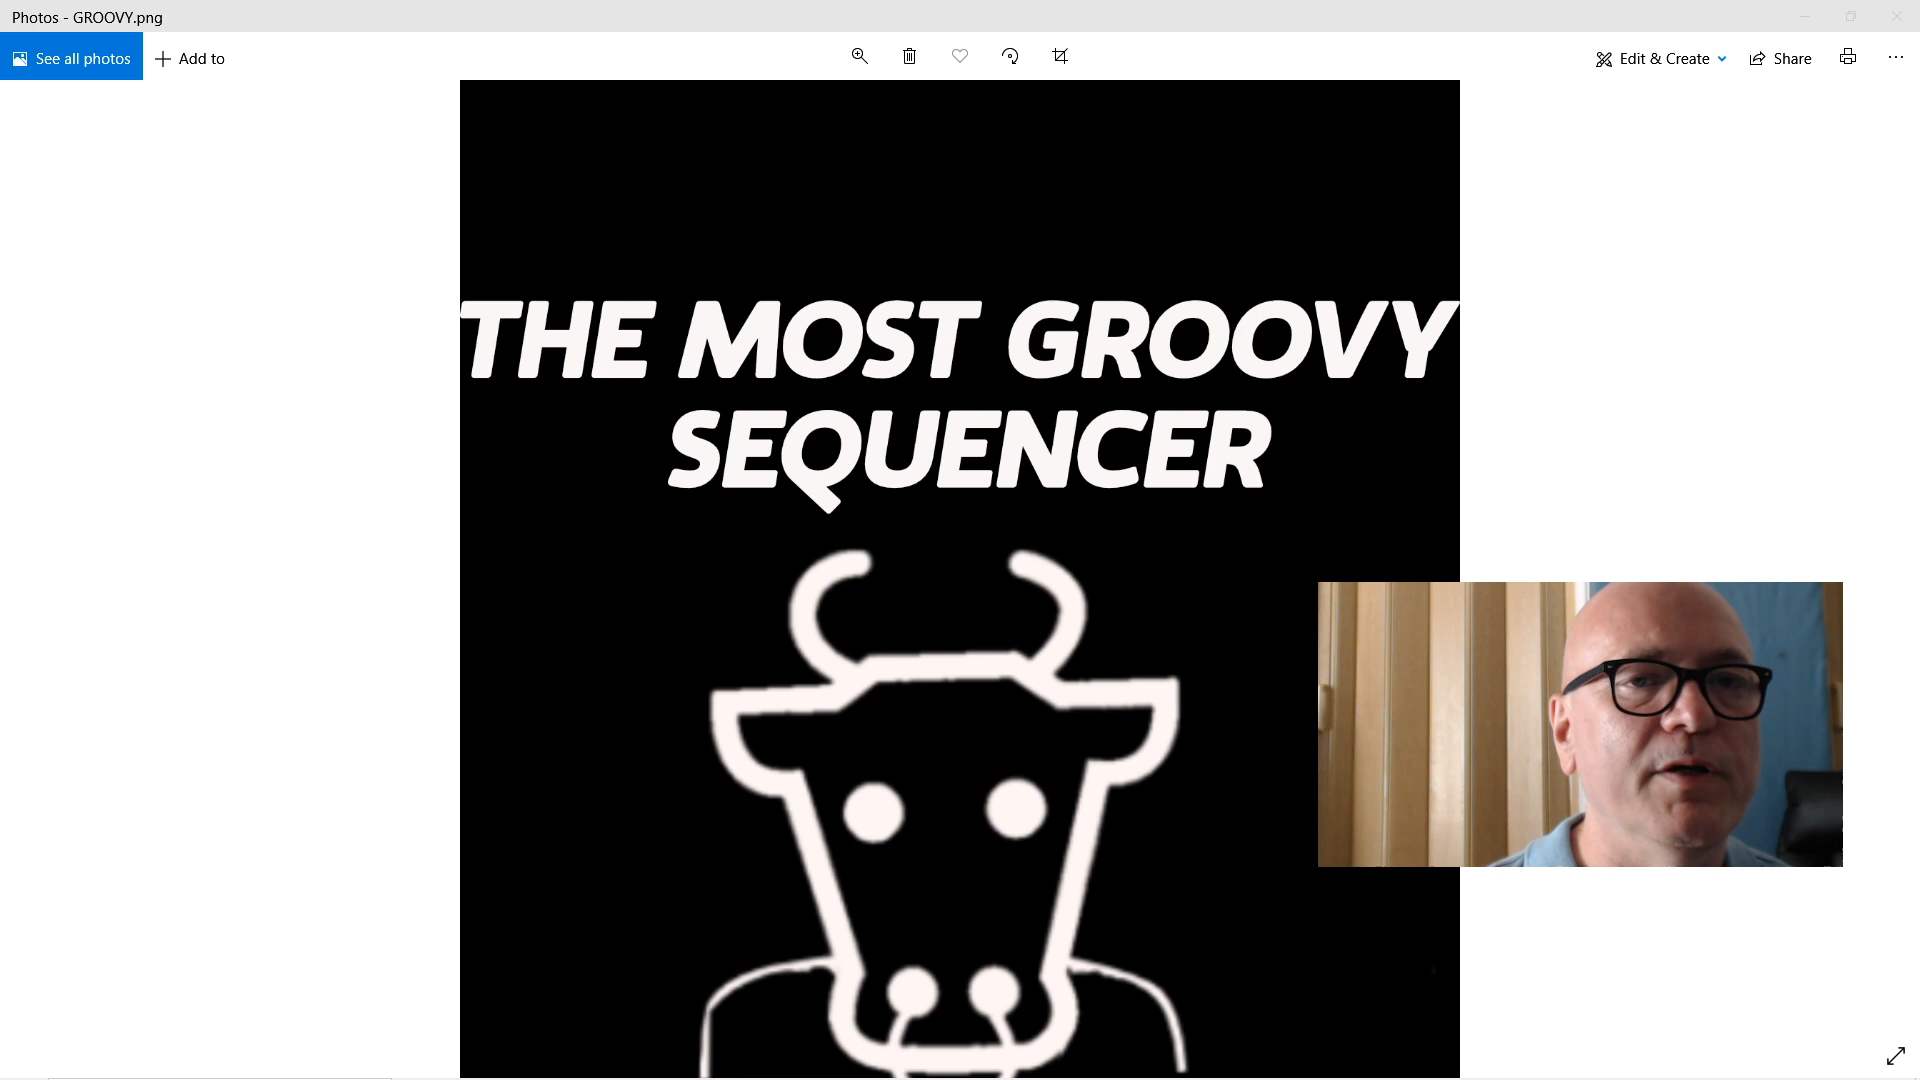 Photos - GROOVY.png
See all photos
Add to
Edit & Create
Share
THE MOST GROOVY
SEQUENCER